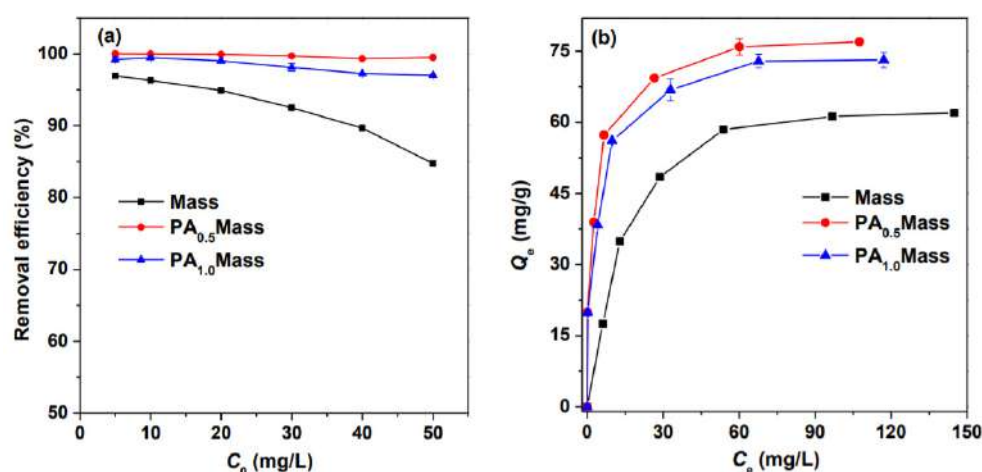 (a)
100
90
80
70
60
50
Removal efficiency (%)
Mass
PA0.5Mass
PA1.0Mass
10
20
30
40
50
C0 (mg/L)
(b)
75
60
45
30
15
0
Qe (mg/g)
Mass
PA0.5Mass
PA1.0Mass
0
30
60
90
120
145
Ce (mg/L)